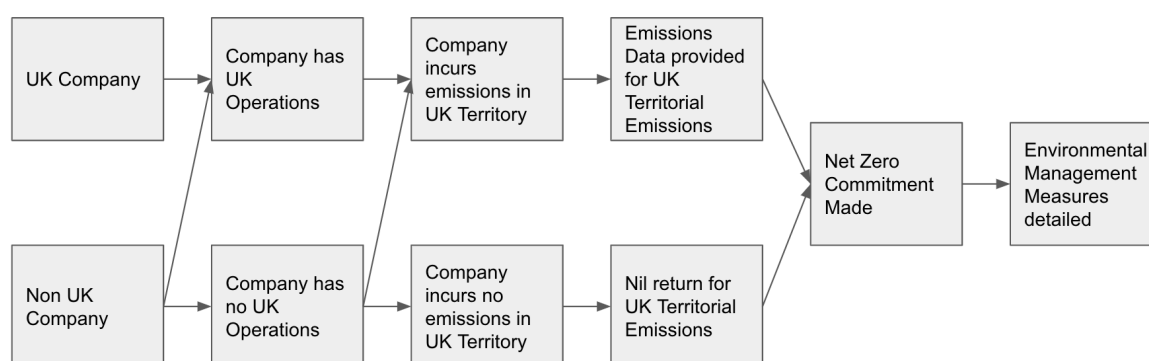 UK Company
Company has
UK
Operations
Company
incurs
emissions in
UK Territory
Emissions
Data provided
for UK
Territorial
Emissions
Net Zero
Commitment
Made
Environmental
Management
Measures
detailed
Non UK
Company
Company has
no UK
Operations
Company
incurs no
emissions in
UK Territory
Nil return for
UK Territorial
Emissions